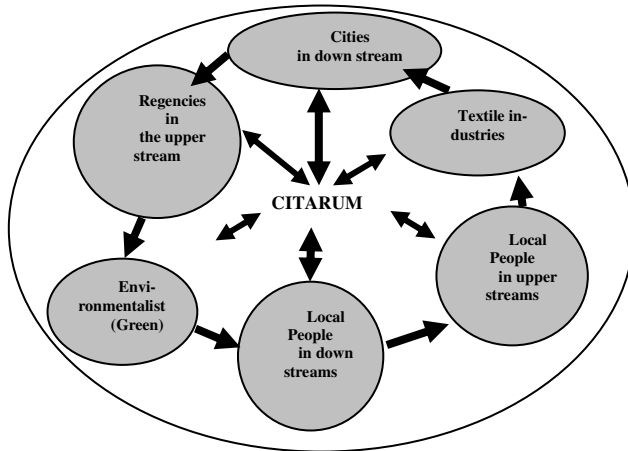 Cities
in down stream
Regencies
in
the upper
stream
Textile in-
dustries
CITARUM
Local
People
in upper
streams
Envi-
ronmentalist
(Green)
Local
People
in down
streams